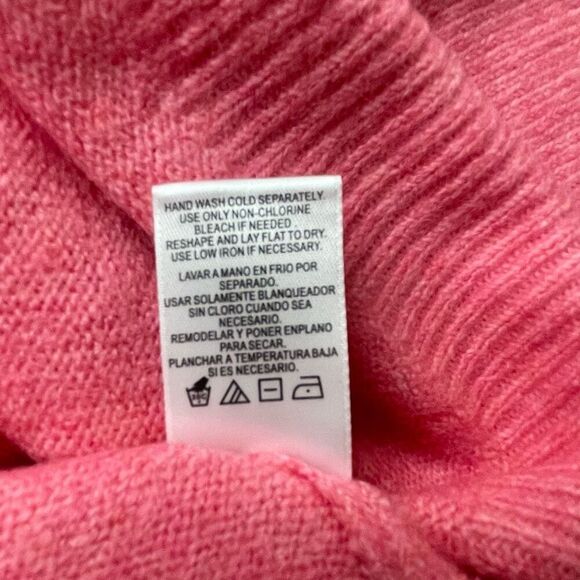 HAND WASH COLD SEPARATELY.
USE ONLY NON-CHLORINE
BLEACH IF NEEDED .
RESHAPE AND LAY FLAT TO DRY.
USE LOW IRON IF NECESSARY.
LAVAR A MANO EN FRIO POR
SEPARADO.
USAR SOLAMENTE BLANQUEADOR
SIN CLORO CUANDO SEA
NECESARIO.
REMODELAR Y PONER ENPLANO
PARA SECAR.
PLANCHAR A TEMPERATURA BAJA
SI ES NECESARIO.